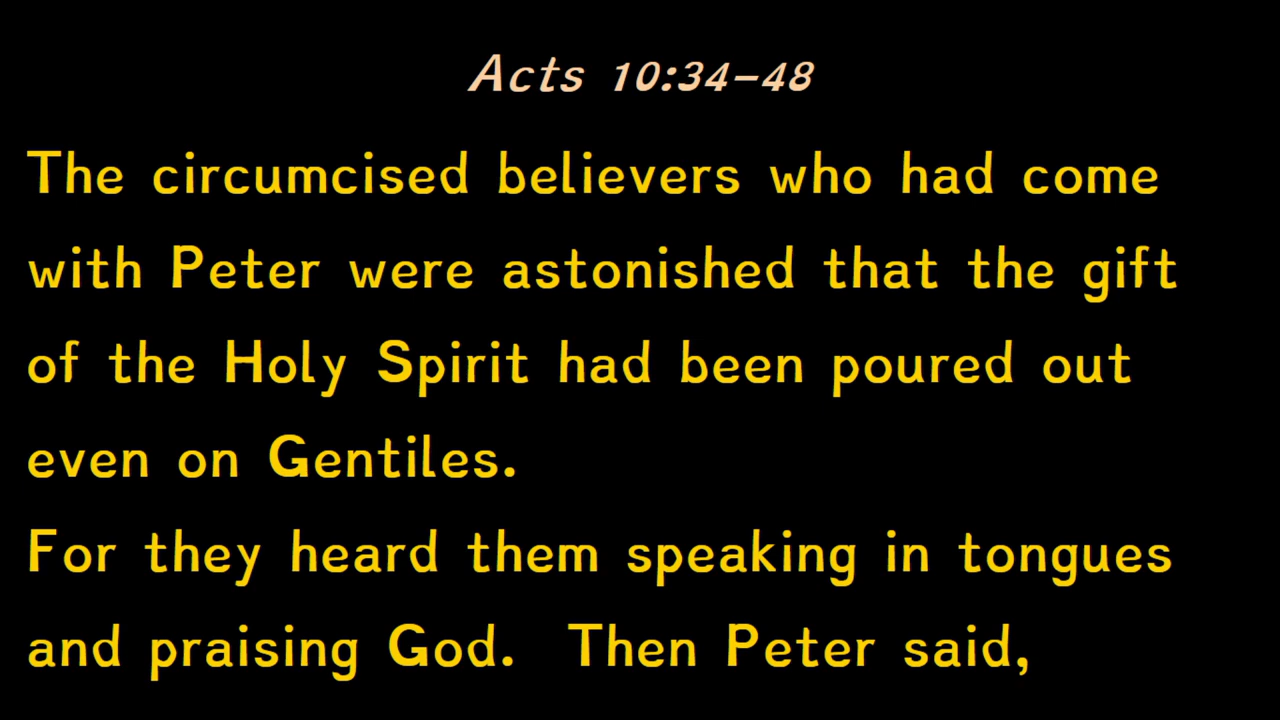 Acts 10:34–48
The circumcised believers who had come
with Peter were astonished that the gift
of the Holy Spirit had been poured out
even on Gentiles.
For they heard them speaking in tongues
and praising God.  Then Peter said,